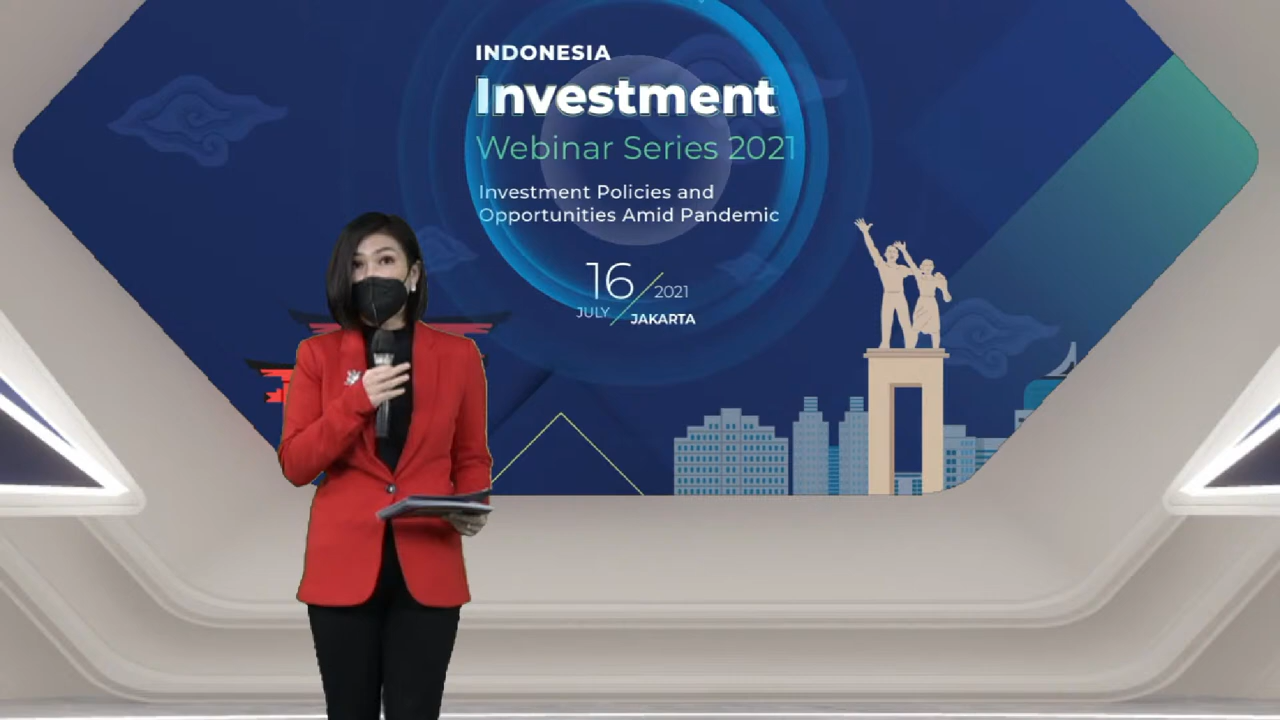 INDONESIA
Investment
Webinar Series 2021
Investment Policies and
Opportunities Amid Pandemic
16
JULY
2021
JAKARTA